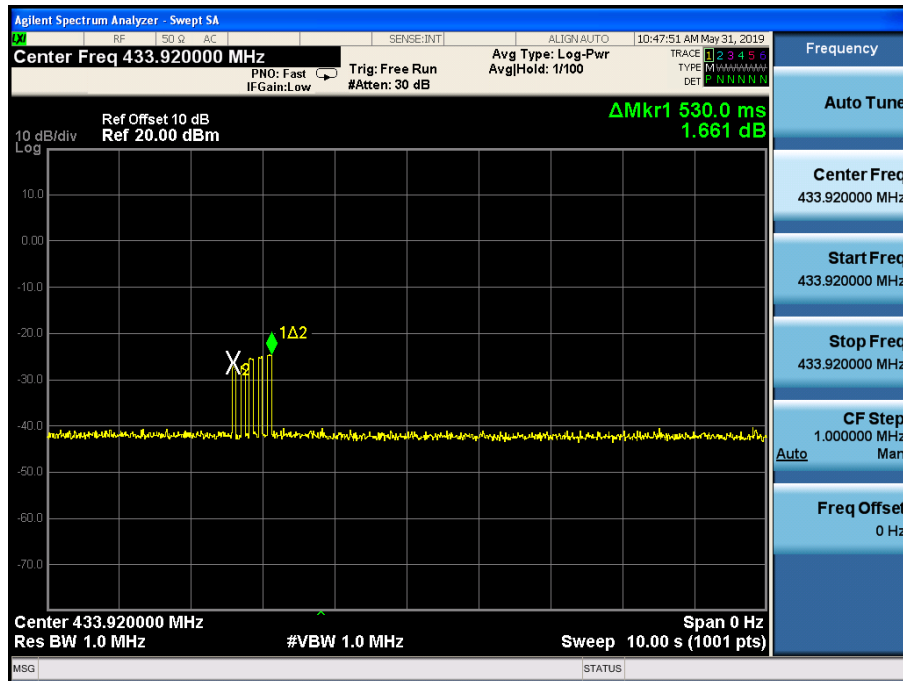 Agilent Spectrum Analyzer - Swept SA
LXI RF 50 Ω AC SENSE:INT ALIGN AUTO 10:47:51 AM May 31, 2019
Center Freq 433.920000 MHz
PNO: Fast
IFGain:Low
Trig: Free Run
#Atten: 30 dB
Avg Type: Log-Pwr
Avg|Hold: 1/100
TRACE 1 2 3 4 5 6
TYPE M WWWWW
DET P N N N N N
ΔMkr1 530.0 ms
1.661 dB
Ref Offset 10 dB
10 dB/div Ref 20.00 dBm
Log
10.0
0.00
-10.0
-20.0
-30.0
-40.0
-50.0
-60.0
-70.0
1Δ2
X2
Center 433.920000 MHz Span 0 Hz
Res BW 1.0 MHz #VBW 1.0 MHz Sweep 10.00 s (1001 pts)
MSG STATUS
Frequency
Auto Tune
Center Freq
433.920000 MHz
Start Freq
433.920000 MHz
Stop Freq
433.920000 MHz
CF Step
1.000000 MHz
Auto Man
Freq Offset
0 Hz